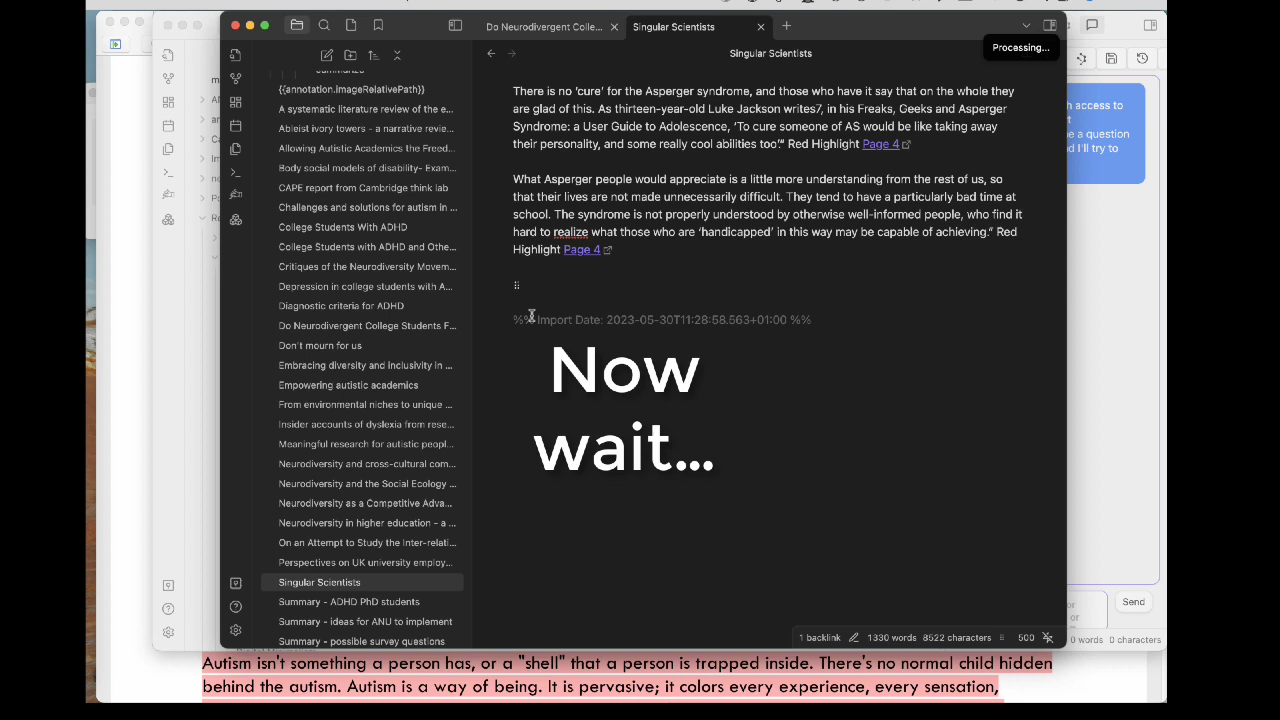 Do Neurodivergent Colle...
Singular Scientists
Processing...
Singular Scientists
summarize
{{annotation.imageRelativePath}}
A systematic literature review of the e...
Ableist ivory towers - a narrative revie...
Allowing Autistic Academics the Freed...
Body social models of disability- Exam...
CAPE report from Cambridge think lab
Challenges and solutions for autism in ...
College Students With ADHD
College Students with ADHD and Othe...
Critiques of the Neurodiversity Movem...
Depression in college students with A...
Diagnostic criteria for ADHD
Do Neurodivergent College Students F...
Don't mourn for us
Embracing diversity and inclusivity in ...
Empowering autistic academics
From environmental niches to unique ...
Insider accounts of dyslexia from rese...
Meaningful research for autistic peopl...
Neurodiversity and cross-cultural com...
Neurodiversity and the Social Ecology ...
Neurodiversity as a Competitive Adva...
Neurodiversity in higher education - a ...
On an Attempt to Study the Inter-relati...
Perspectives on UK university employ...
Singular Scientists
Summary - ADHD PhD students
Summary - ideas for ANU to implement
Summary - possible survey questions
There is no ‘cure’ for the Asperger syndrome, and those who have it say that on the whole they
are glad of this. As thirteen-year-old Luke Jackson writes7, in his Freaks, Geeks and Asperger
Syndrome: a User Guide to Adolescence, ‘To cure someone of AS would be like taking away
their personality, and some really cool abilities too’.” Red Highlight Page 4
What Asperger people would appreciate is a little more understanding from the rest of us, so
that their lives are not made unnecessarily difficult. They tend to have a particularly bad time at
school. The syndrome is not properly understood by otherwise well-informed people, who find it
hard to realize what those who are ‘handicapped’ in this way may be capable of achieving.” Red
Highlight Page 4
%% Import Date: 2023-05-30T11:28:58.563+01:00 %%
Now
wait...
1 backlink 1330 words 8522 characters 500
h access to
t
e a question
d I'll try to
or
Send
0 words 0 characters
Autism isn't something a person has, or a "shell" that a person is trapped inside. There's no normal child hidden
behind the autism. Autism is a way of being. It is pervasive; it colors every experience, every sensation,